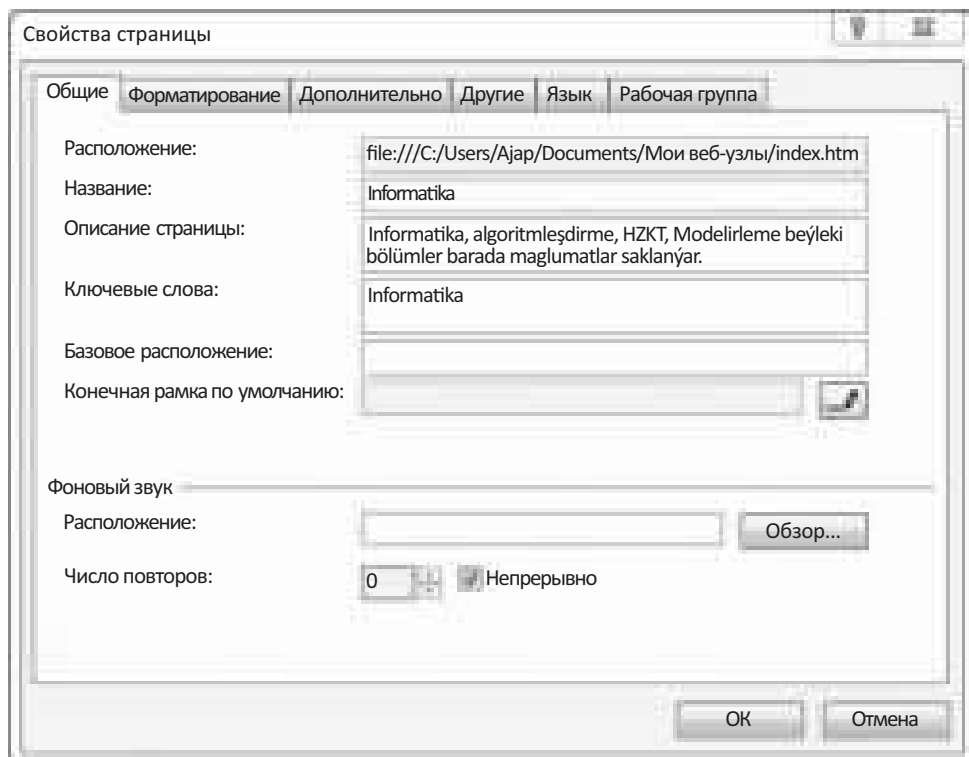 Свойства страницы
Общие Форматирование Дополнительно Другие Язык Рабочая группа
Расположение: file:///C:/Users/Ajap/Documents/Мои веб-узлы/index.htm
Название: Informatika
Описание страницы: Informatika, algoritmleşdirme, HZKT, Modelirleme beýleki
bölümler barada maglumatlar saklanýar.
Ключевые слова: Informatika
Базовое расположение:
Конечная рамка по умолчанию:
Фоновый звук
Расположение: Обзор...
Число повторов: 0 Непрерывно
ОК Отмена